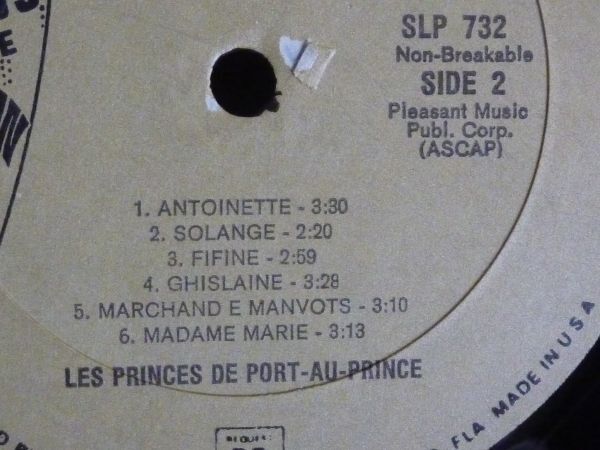 SLP 732
Non-Breakable
SIDE 2
Pleasant Music
Publ. Corp.
(ASCAP)
1. ANTOINETTE - 3:30
2. SOLANGE - 2:20
3. FIFINE - 2:59
4. GHISLAINE - 3:28
5. MARCHAND E MANVOTS - 3:10
6. MADAME MARIE - 3:13
LES PRINCES DE PORT-AU-PRINCE
FLA MADE IN U S A